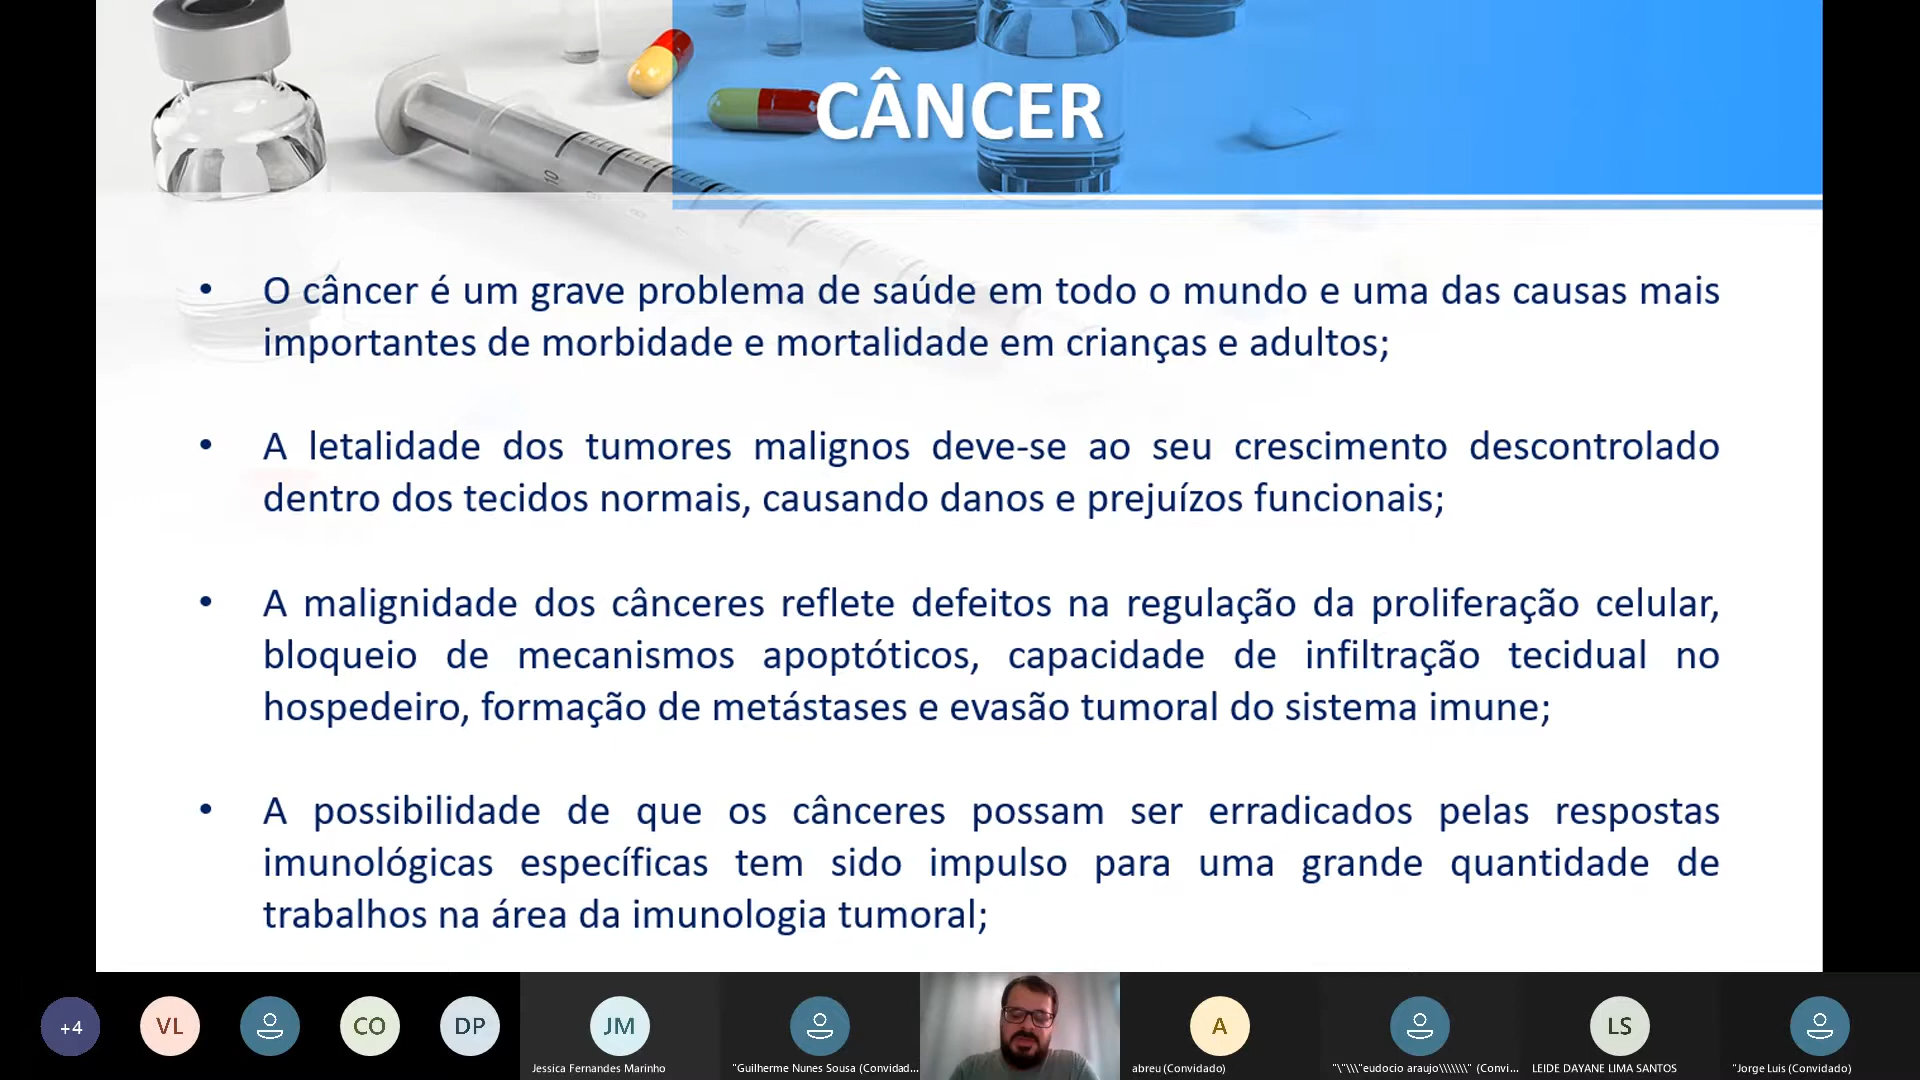 CÂNCER
• O câncer é um grave problema de saúde em todo o mundo e uma das causas mais
importantes de morbidade e mortalidade em crianças e adultos;
• A letalidade dos tumores malignos deve-se ao seu crescimento descontrolado
dentro dos tecidos normais, causando danos e prejuízos funcionais;
• A malignidade dos cânceres reflete defeitos na regulação da proliferação celular,
bloqueio de mecanismos apoptóticos, capacidade de infiltração tecidual no
hospedeiro, formação de metástases e evasão tumoral do sistema imune;
• A possibilidade de que os cânceres possam ser erradicados pelas respostas
imunológicas específicas tem sido impulso para uma grande quantidade de
trabalhos na área da imunologia tumoral;
+4 VL CO DP JM A LS
Jessica Fernandes Marinho "Guilherme Nunes Sousa (Convidad... abreu (Convidado) "\"\\\"eudocio araujo\\\\\\\" (Convi... LEIDE DAYANE LIMA SANTOS "Jorge Luis (Convidado)